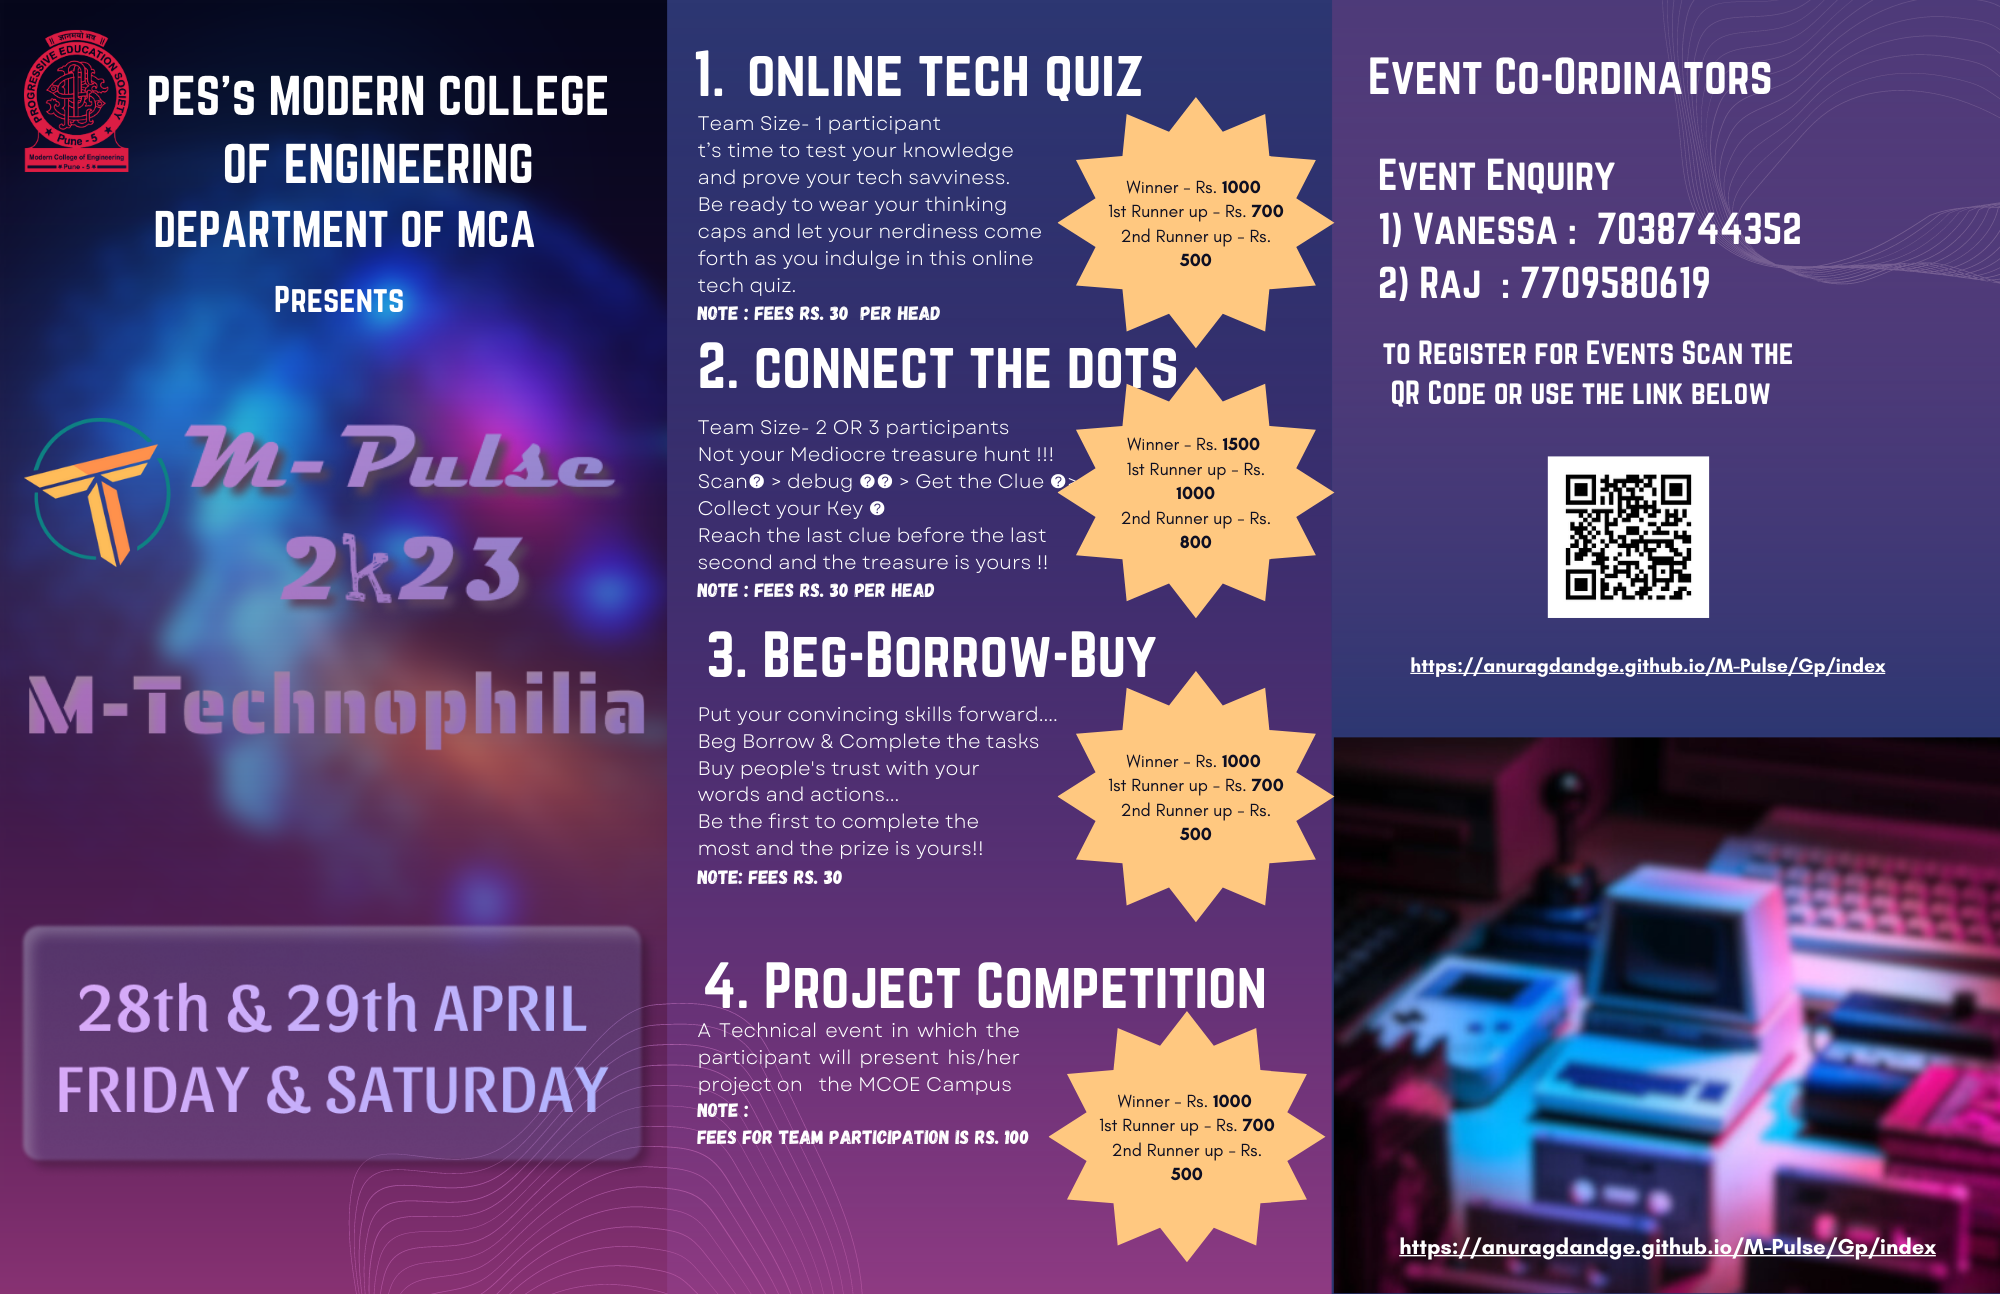 || ज्ञानमयो भव ||
PROGRESSIVE EDUCATION SOCIETY
★ Pune - 5 ★
Modern College of Engineering
★ Pune - 5 ★
PES's MODERN COLLEGE
OF ENGINEERING
DEPARTMENT OF MCA
PRESENTS
M-Pulse
2k23
M-Technophilia
28th & 29th APRIL
FRIDAY & SATURDAY
1. ONLINE TECH QUIZ
Team Size- 1 participant
t's time to test your knowledge
and prove your tech savviness.
Be ready to wear your thinking
caps and let your nerdiness come
forth as you indulge in this online
tech quiz.
NOTE : FEES RS. 30 PER HEAD
Winner - Rs. 1000
1st Runner up - Rs. 700
2nd Runner up - Rs.
500
2. CONNECT THE DOTS
Team Size- 2 OR 3 participants
Not your Mediocre treasure hunt !!!
Scan? > debug ?? > Get the Clue ?>
Collect your Key ?
Reach the last clue before the last
second and the treasure is yours !!
NOTE : FEES RS. 30 PER HEAD
Winner - Rs. 1500
1st Runner up - Rs.
1000
2nd Runner up - Rs.
800
3. BEG-BORROW-BUY
Put your convincing skills forward....
Beg Borrow & Complete the tasks
Buy people's trust with your
words and actions...
Be the first to complete the
most and the prize is yours!!
NOTE: FEES RS. 30
Winner - Rs. 1000
1st Runner up - Rs. 700
2nd Runner up - Rs.
500
4. PROJECT COMPETITION
A Technical event in which the
participant will present his/her
project on the MCOE Campus
NOTE :
FEES FOR TEAM PARTICIPATION IS RS. 100
Winner - Rs. 1000
1st Runner up - Rs. 700
2nd Runner up - Rs.
500
EVENT CO-ORDINATORS
EVENT ENQUIRY
1) VANESSA : 7038744352
2) RAJ : 7709580619
TO REGISTER FOR EVENTS SCAN THE
QR CODE OR USE THE LINK BELOW
https://anuragdandge.github.io/M-Pulse/Gp/index
https://anuragdandge.github.io/M-Pulse/Gp/index